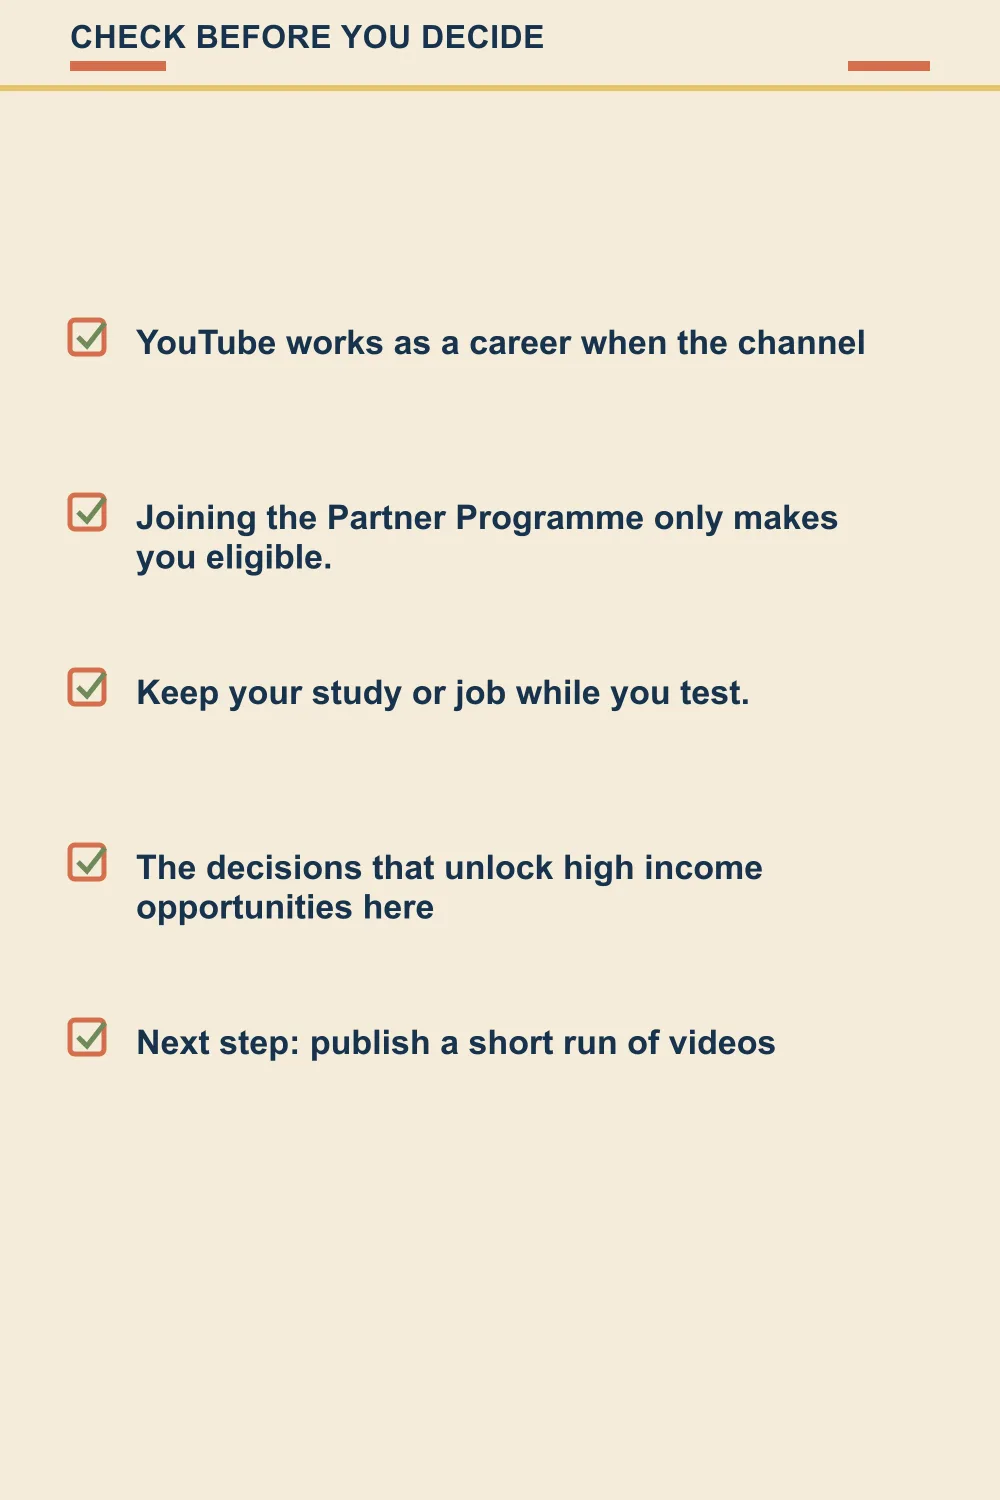 CHECK BEFORE YOU DECIDE
YouTube works as a career when the channel
Joining the Partner Programme only makes
you eligible.
Keep your study or job while you test.
The decisions that unlock high income
opportunities here
Next step: publish a short run of videos